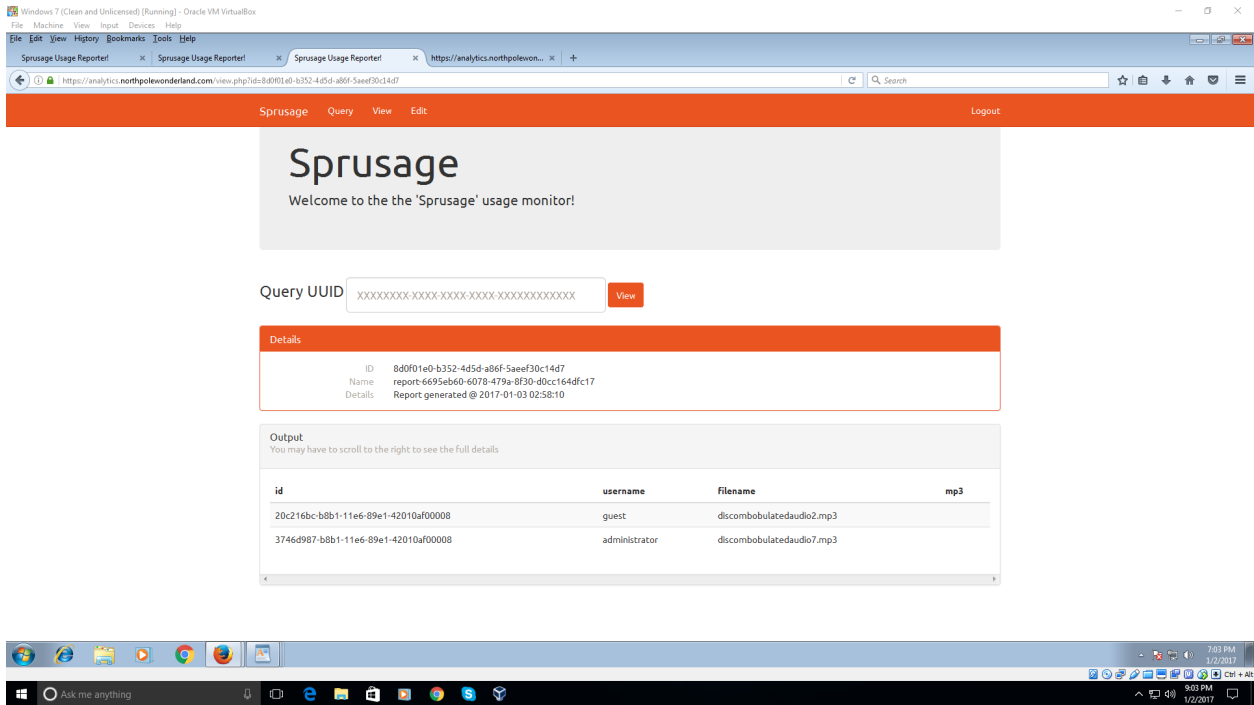 Windows 7 (Clean and Unlicensed) [Running] - Oracle VM VirtualBox
File Machine View Input Devices Help
File Edit View History Bookmarks Tools Help
Sprusage Usage Reporter! Sprusage Usage Reporter! Sprusage Usage Reporter! https://analytics.northpolewon...
https://analytics.northpolewonderland.com/view.php?id=8d0f01e0-b352-4d5d-a86f-5aeef30c14d7 Search
Sprusage Query View Edit Logout
Sprusage
Welcome to the the 'Sprusage' usage monitor!
Query UUID XXXXXXXX-XXXX-XXXX-XXXX-XXXXXXXXXXXX View
Details
ID 8d0f01e0-b352-4d5d-a86f-5aeef30c14d7
Name report-6695eb60-6078-479a-8f30-d0cc164dfc17
Details Report generated @ 2017-01-03 02:58:10
Output
You may have to scroll to the right to see the full details
id username filename mp3
20c216bc-b8b1-11e6-89e1-42010af00008 guest discombobulatedaudio2.mp3
3746d987-b8b1-11e6-89e1-42010af00008 administrator discombobulatedaudio7.mp3
7:03 PM
1/2/2017
Ctrl + Alt
Ask me anything
9:03 PM
1/2/2017